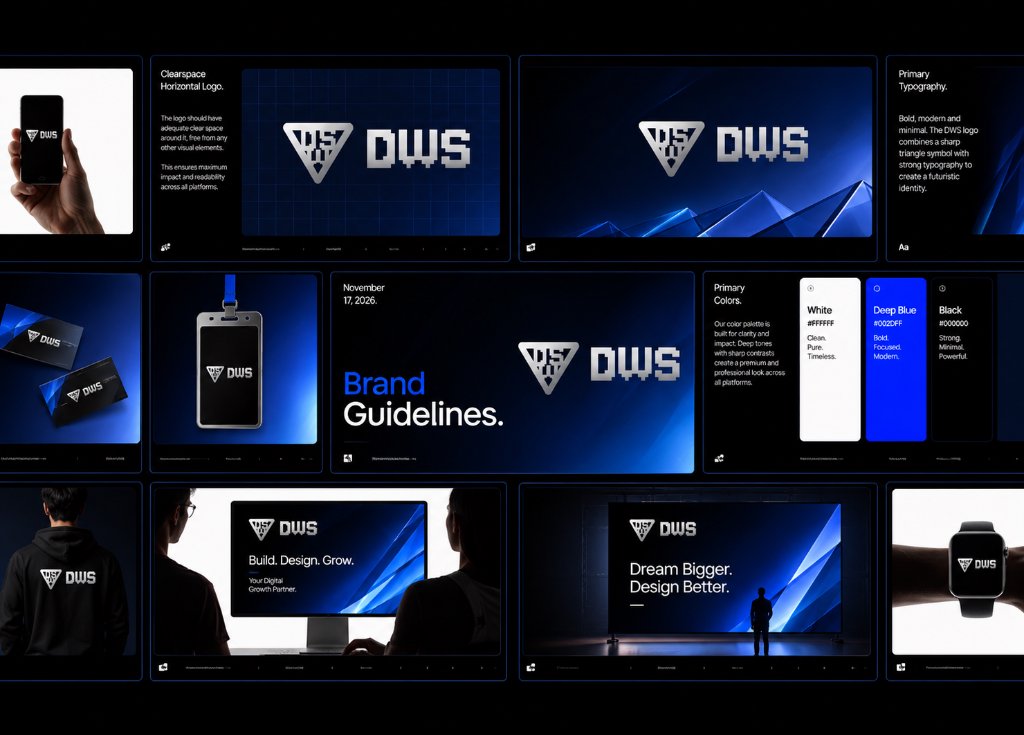 DWS
Clearspace
Horizontal Logo.
The logo should have
adequate clear space
around it, free from any
other visual elements.
This ensures maximum
impact and readability
across all platforms.
DWS
DWS
Primary
Typography.
Bold, modern and
minimal. The DWS logo
combines a sharp
triangle symbol with
strong typography to
create a futuristic
identity.
Aa
DWS
DWS
DWS
November
17, 2026.
Brand
Guidelines.
DWS
Primary
Colors.
Our color palette is
built for clarity and
impact. Deep tones
with sharp contrasts
create a premium and
professional look across
all platforms.
White
#FFFFFF
Clean.
Pure.
Timeless.
Deep Blue
#002DFF
Bold.
Focused.
Modern.
Black
#000000
Strong.
Minimal.
Powerful.
DWS
DWS
Build. Design. Grow.
Your Digital
Growth Partner.
DWS
Dream Bigger.
Design Better.
DWS